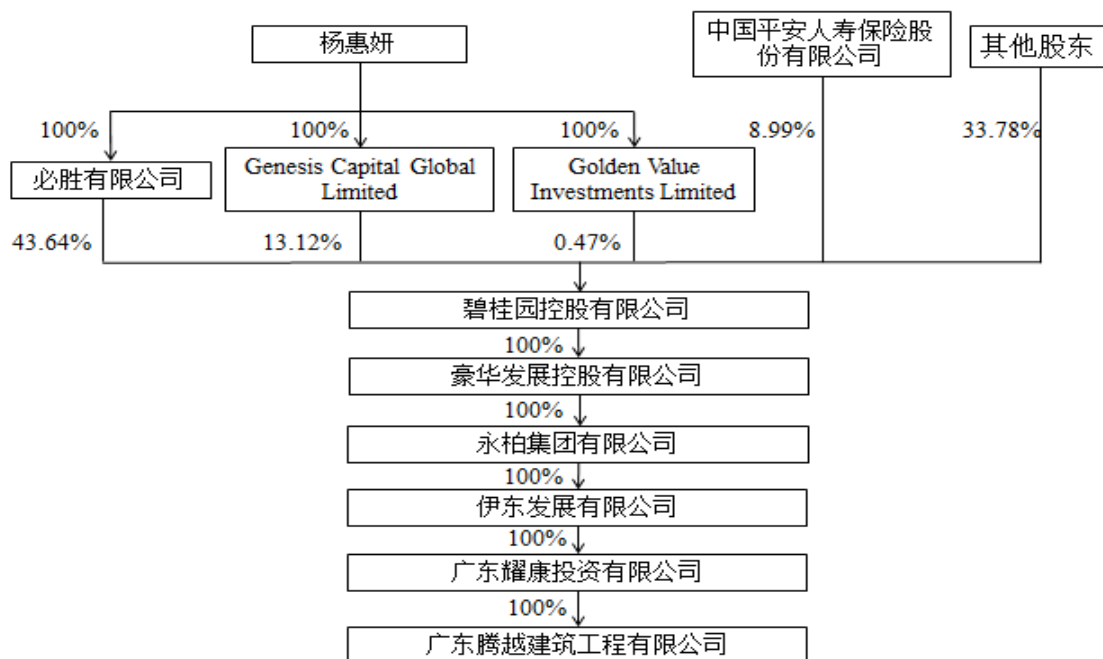 杨惠妍
中国平安人寿保险股
份有限公司
其他股东
100%
100%
100%
8.99%
33.78%
必胜有限公司
Genesis Capital Global
Limited
Golden Value
Investments Limited
43.64%
13.12%
0.47%
碧桂园控股有限公司
100%
豪华发展控股有限公司
100%
永柏集团有限公司
100%
伊东发展有限公司
100%
广东耀康投资有限公司
100%
广东腾越建筑工程有限公司